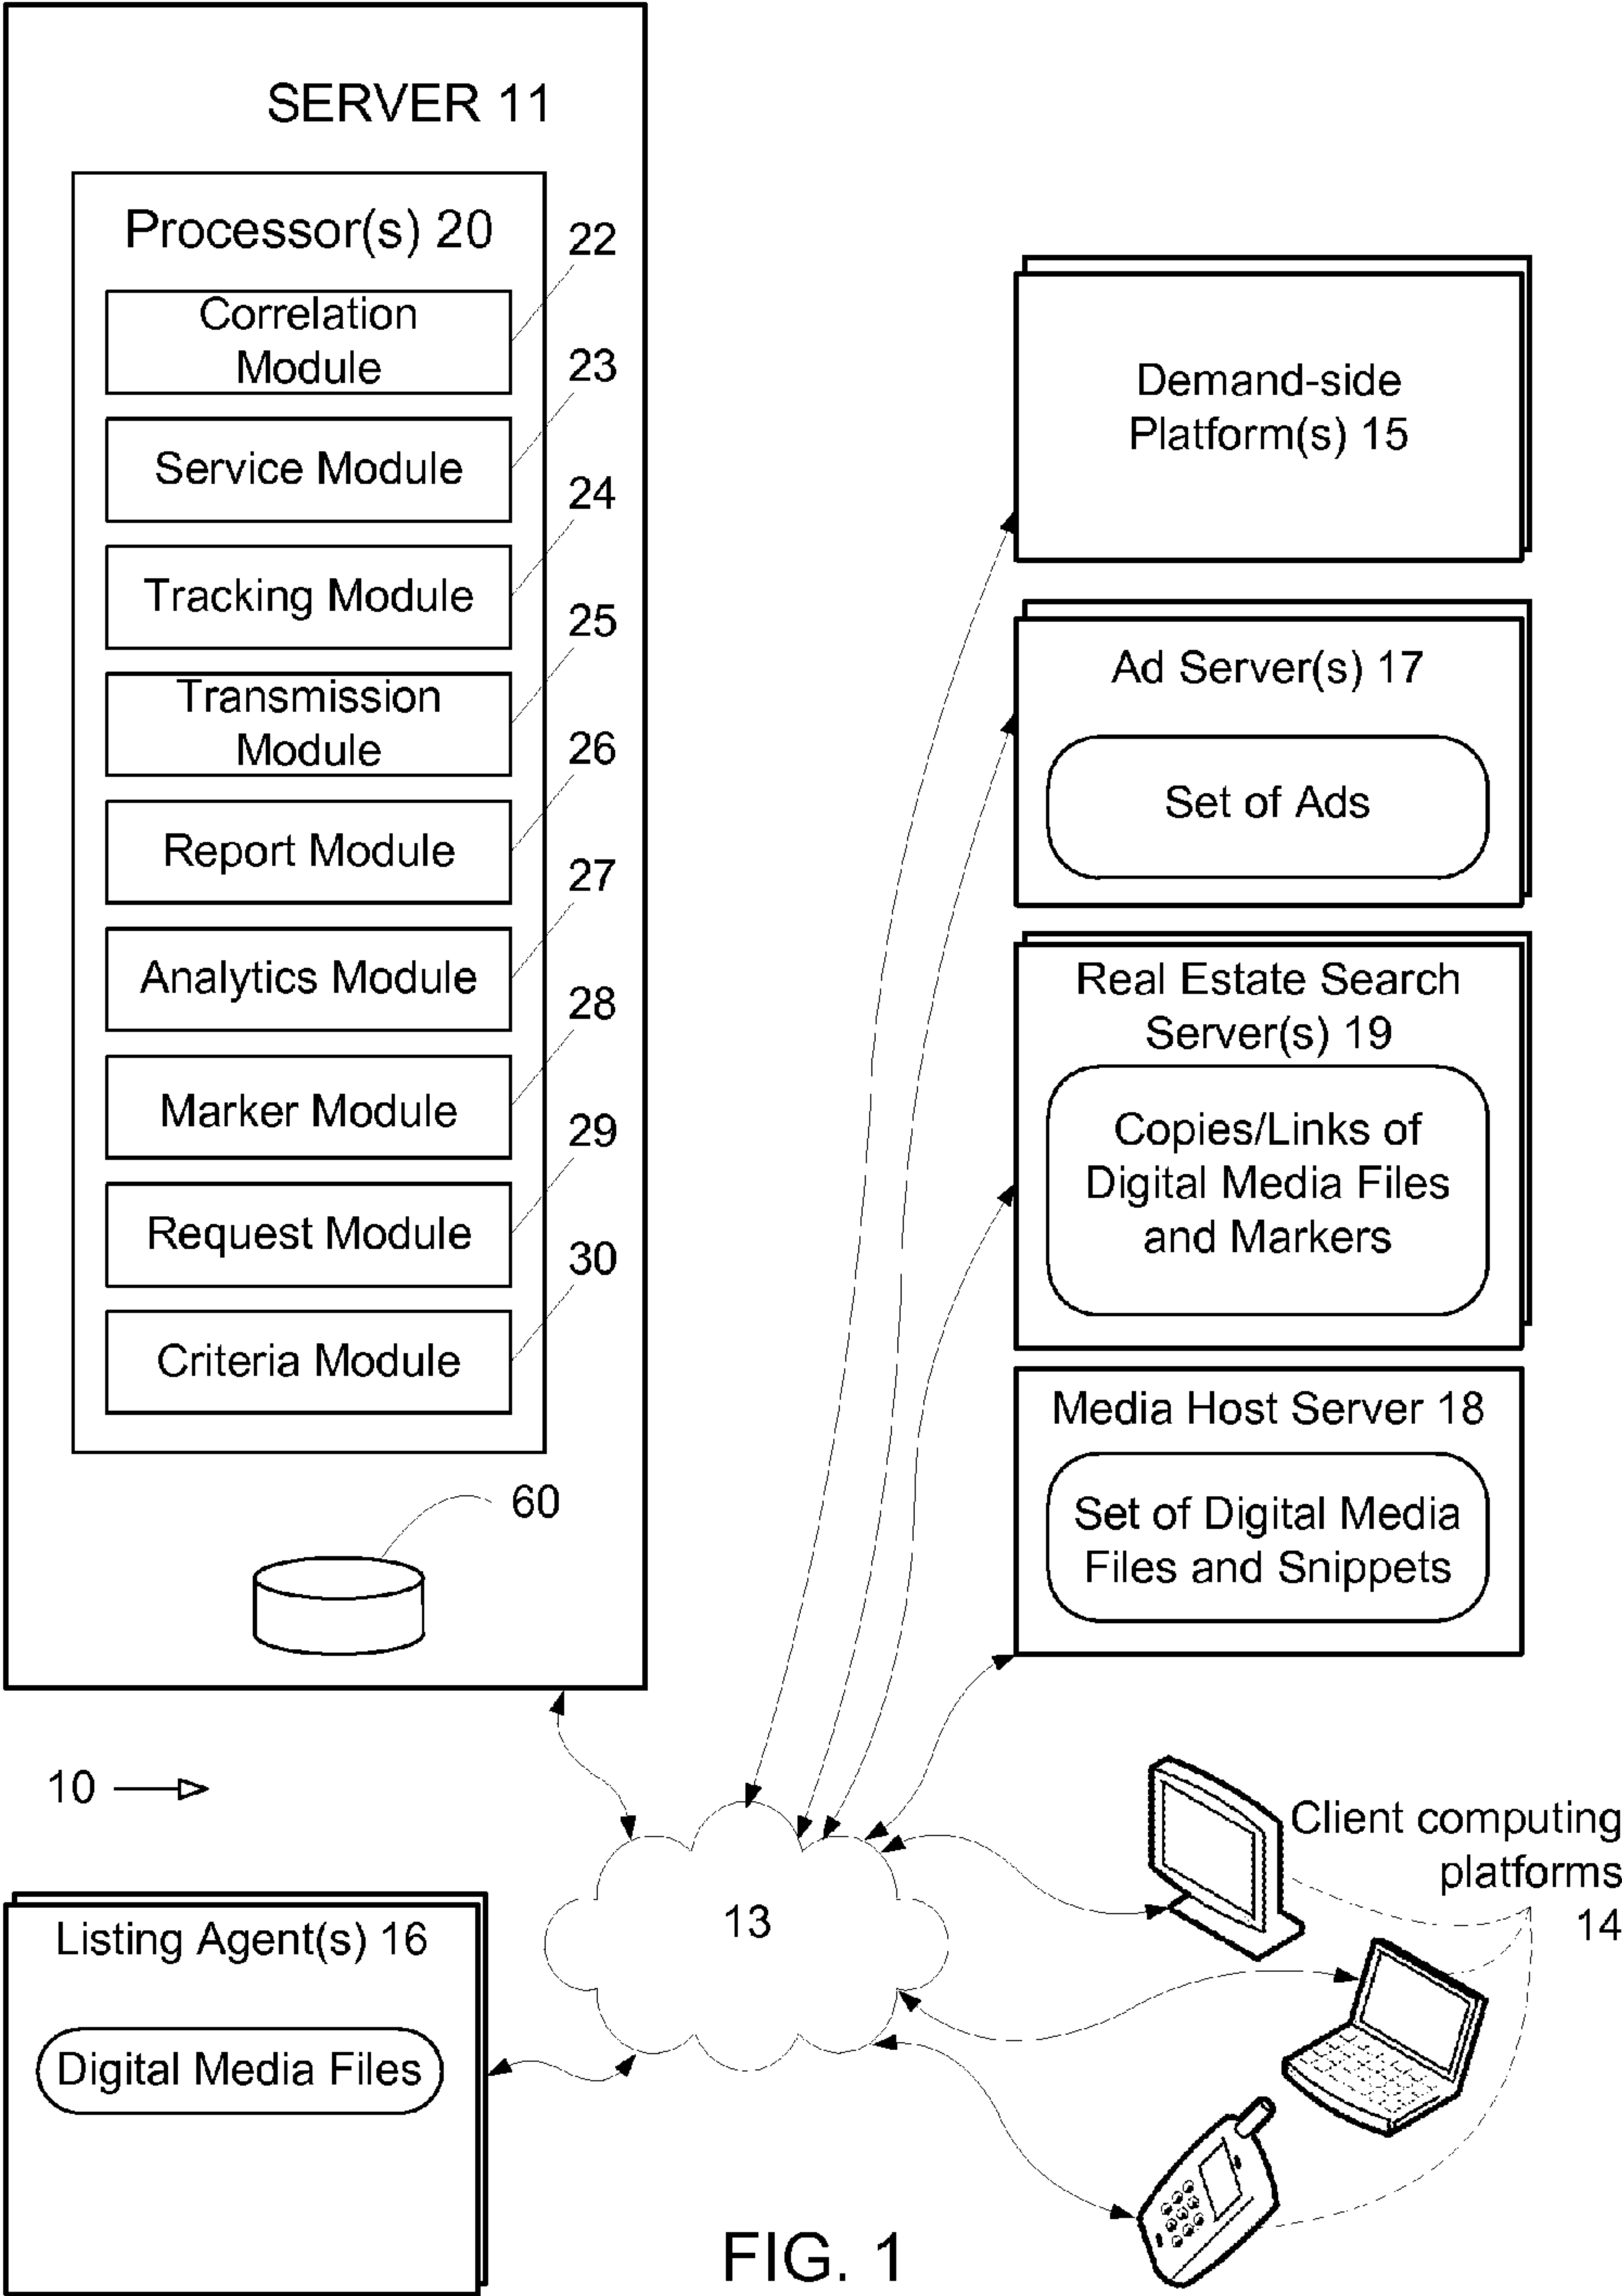 SERVER 11
Processor(s) 20
22
Correlation
Module
23
Service Module
24
Tracking Module
25
Transmission
Module
26
Report Module
27
Analytics Module
28
Marker Module
29
Request Module
30
Criteria Module
60
Demand-side
Platform(s) 15
Ad Server(s) 17
Set of Ads
Real Estate Search
Server(s) 19
Copies/Links of
Digital Media Files
and Markers
Media Host Server 18
Set of Digital Media
Files and Snippets
10
13
Client computing
platforms
14
Listing Agent(s) 16
Digital Media Files
FIG. 1